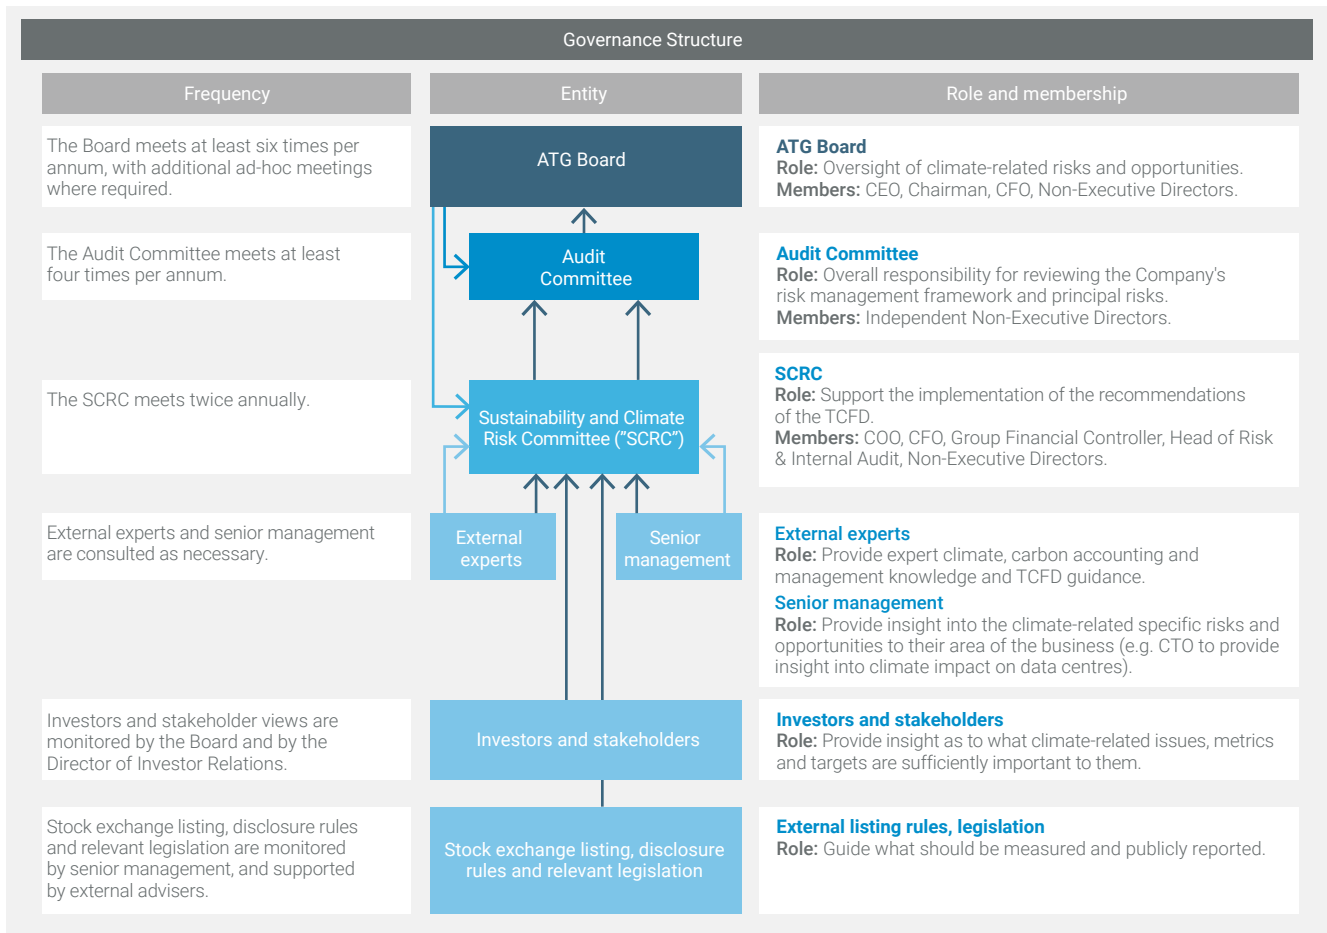 Governance Structure
Frequency
Entity
Role and membership
The Board meets at least six times per
annum, with additional ad-hoc meetings
where required.
ATG Board
ATG Board
Role: Oversight of climate-related risks and opportunities.
Members: CEO, Chairman, CFO, Non-Executive Directors.
The Audit Committee meets at least
four times per annum.
Audit
Committee
Audit Committee
Role: Overall responsibility for reviewing the Company's
risk management framework and principal risks.
Members: Independent Non-Executive Directors.
The SCRC meets twice annually.
Sustainability and Climate
Risk Committee (”SCRC”)
SCRC
Role: Support the implementation of the recommendations
of the TCFD.
Members: COO, CFO, Group Financial Controller, Head of Risk
& Internal Audit, Non-Executive Directors.
External experts and senior management
are consulted as necessary.
External
experts
Senior
management
External experts
Role: Provide expert climate, carbon accounting and
management knowledge and TCFD guidance.
Senior management
Role: Provide insight into the climate-related specific risks and
opportunities to their area of the business (e.g. CTO to provide
insight into climate impact on data centres).
Investors and stakeholder views are
monitored by the Board and by the
Director of Investor Relations.
Investors and stakeholders
Investors and stakeholders
Role: Provide insight as to what climate-related issues, metrics
and targets are sufficiently important to them.
Stock exchange listing, disclosure rules
and relevant legislation are monitored
by senior management, and supported
by external advisers.
Stock exchange listing, disclosure
rules and relevant legislation
External listing rules, legislation
Role: Guide what should be measured and publicly reported.